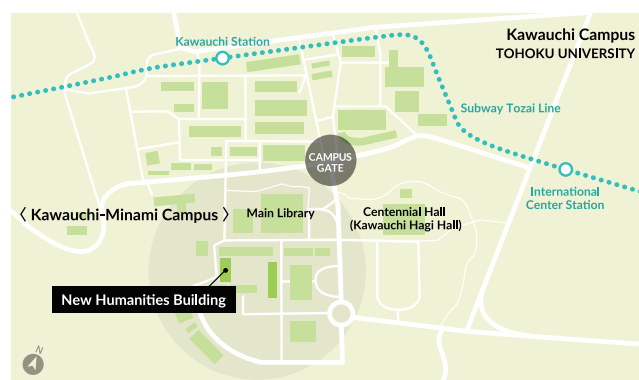 Kawauchi Campus
TOHOKU UNIVERSITY
Kawauchi Station
Subway Tozai Line
CAMPUS
GATE
International
Center Station
〈 Kawauchi-Minami Campus 〉
Main Library
Centennial Hall
(Kawauchi Hagi Hall)
New Humanities Building
N